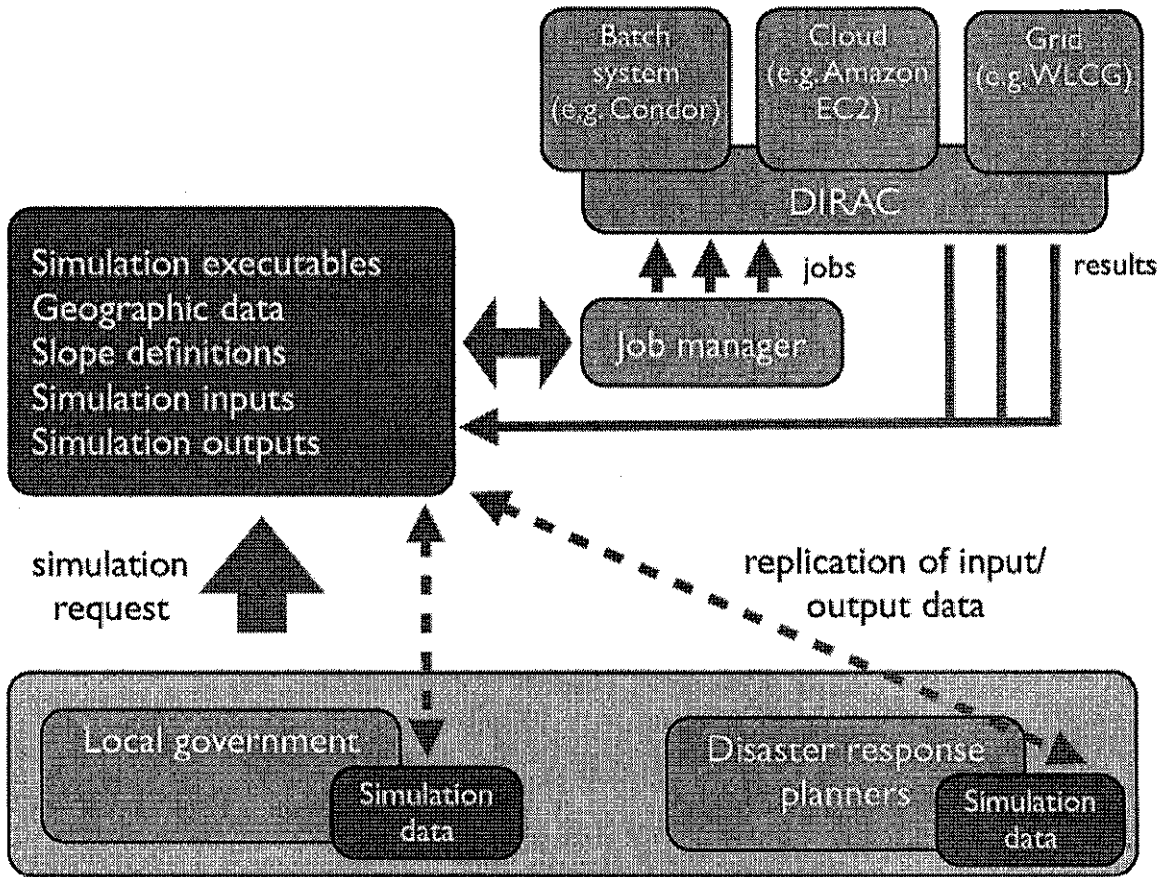 Batch
system
(e.g. Condor)
Cloud
(e.g. Amazon
EC2)
Grid
(e.g. WLCG)
DIRAC
Simulation executables
Geographic data
Slope definitions
Simulation inputs
Simulation outputs
jobs
results
Job manager
simulation
request
replication of input/
output data
Local government
Simulation
data
Disaster response
planners
Simulation
data